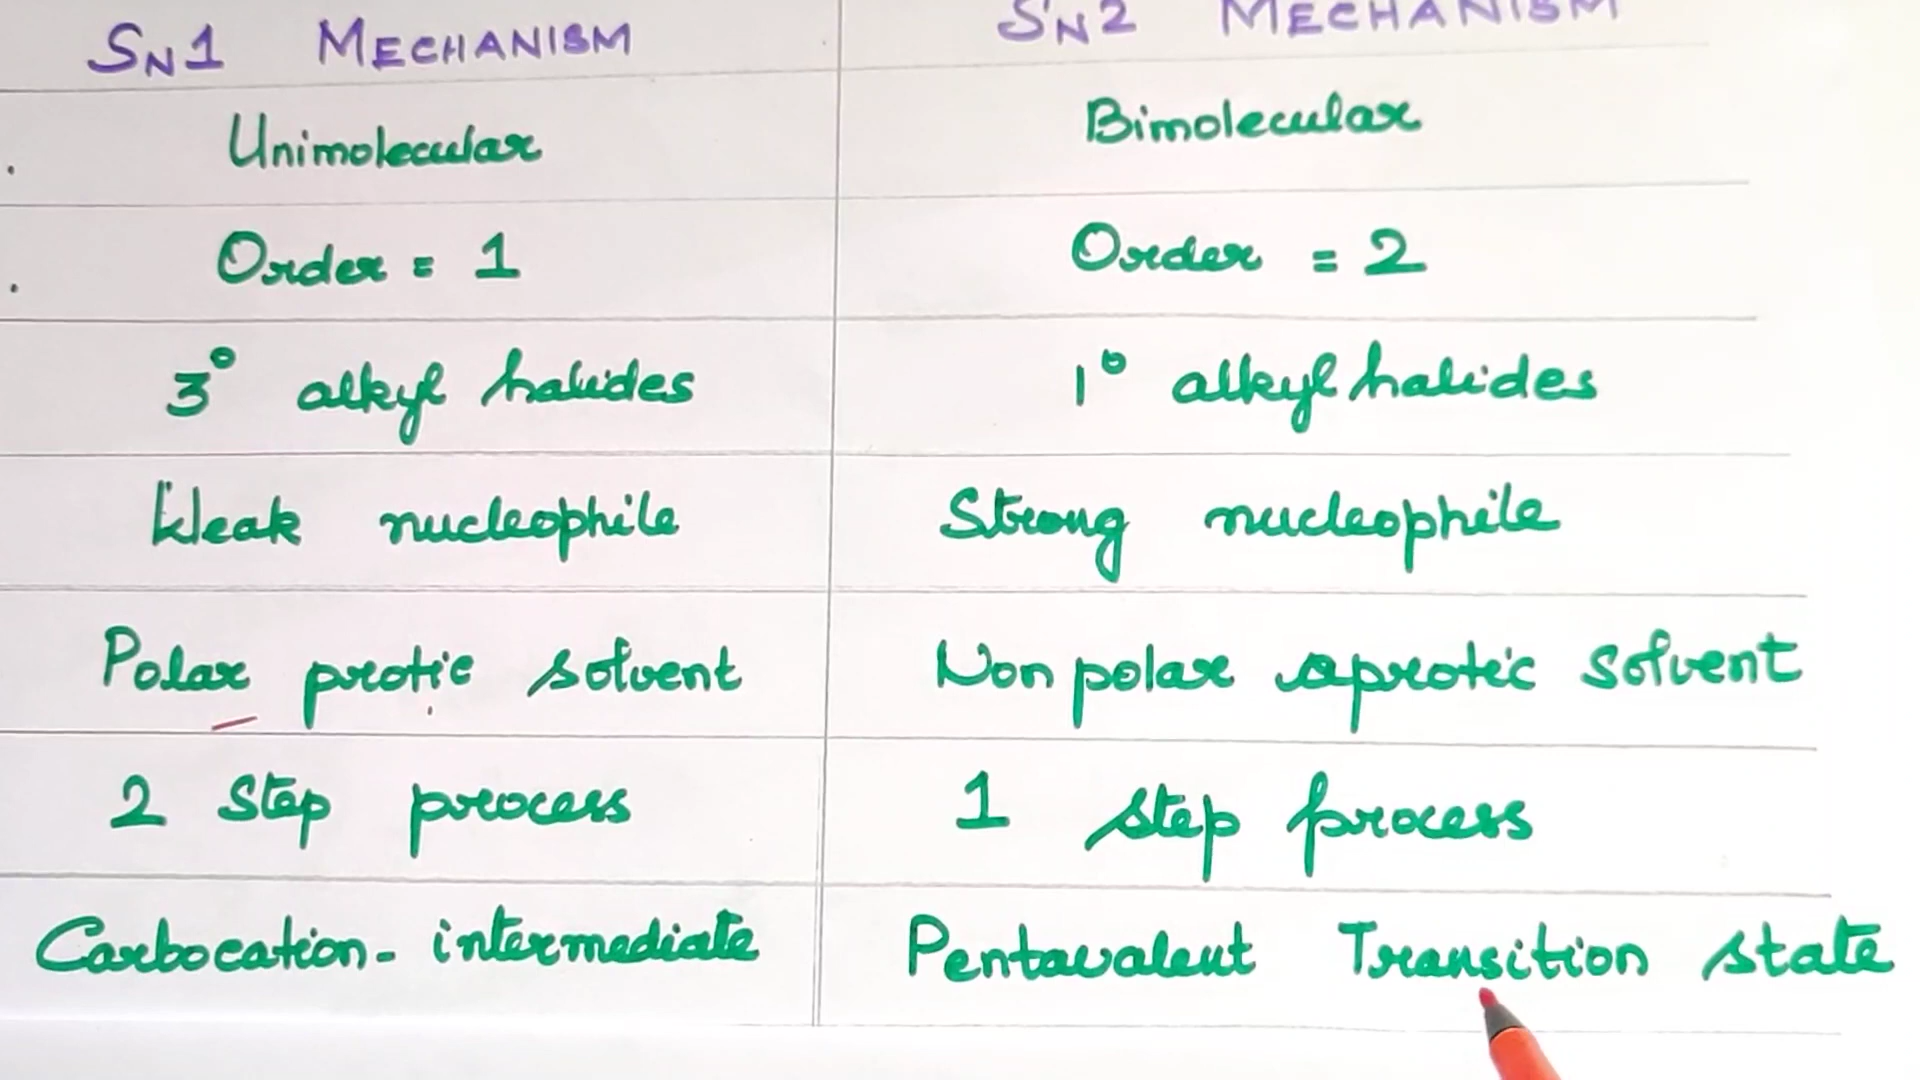 SN1 MECHANISM
SN2 MECHANISM
Unimolecular
Bimolecular
Order = 1
Order = 2
3° alkyl halides
1° alkyl halides
Weak nucleophile
Strong nucleophile
Polar protic solvent
Non polar aprotic solvent
2 Step process
1 step process
Carbocation - intermediate
Pentavalent Transition state